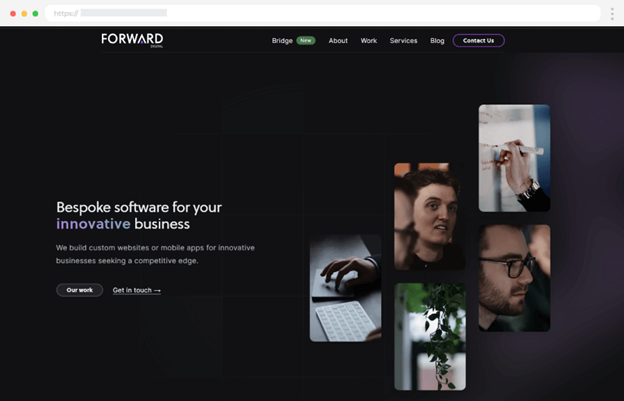 https://
FORWARD
DIGITAL
Bridge New About Work Services Blog Contact Us
Bespoke software for your
innovative business
We build custom websites or mobile apps for innovative
businesses seeking a competitive edge.
Our work Get in touch →